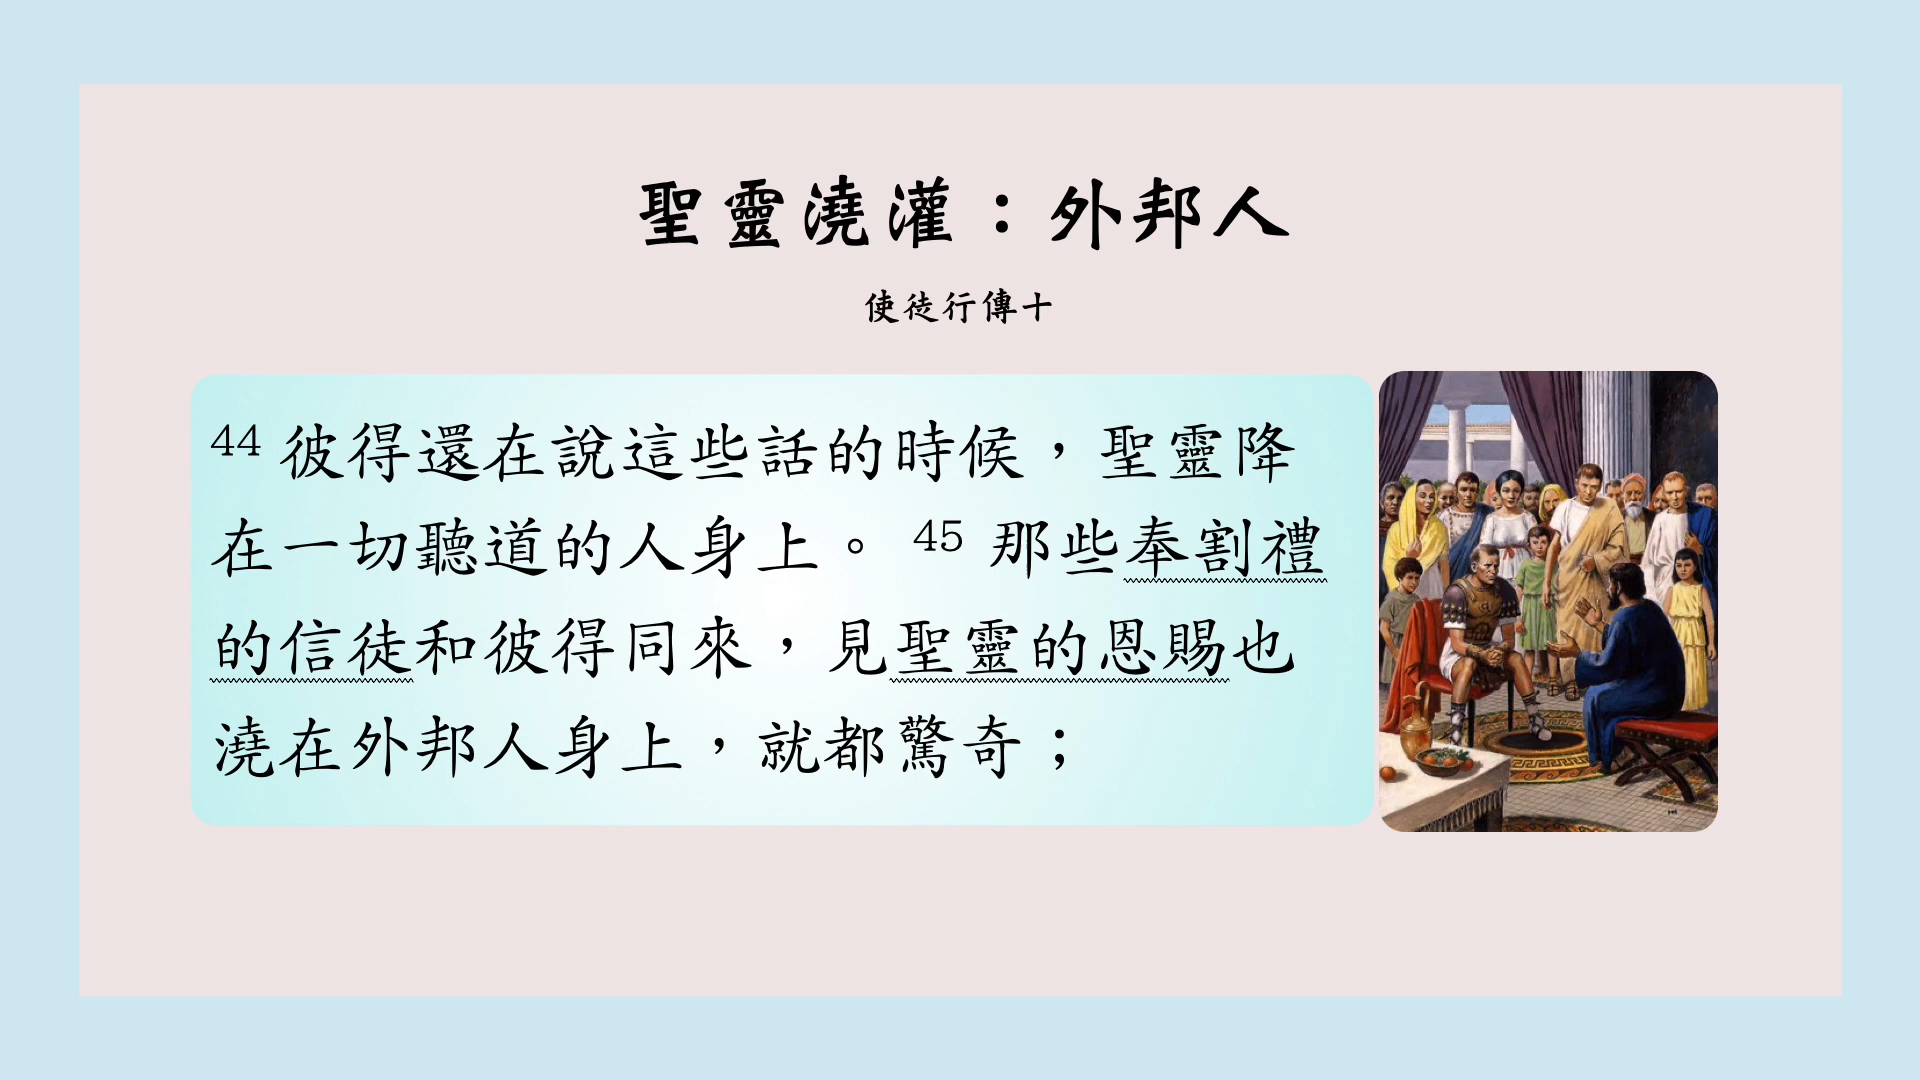 聖靈澆灌：外邦人
使徒行傳十
44 彼得還在說這些話的時候，聖靈降
在一切聽道的人身上。 45 那些奉割禮
的信徒和彼得同來，見聖靈的恩賜也
澆在外邦人身上，就都驚奇；